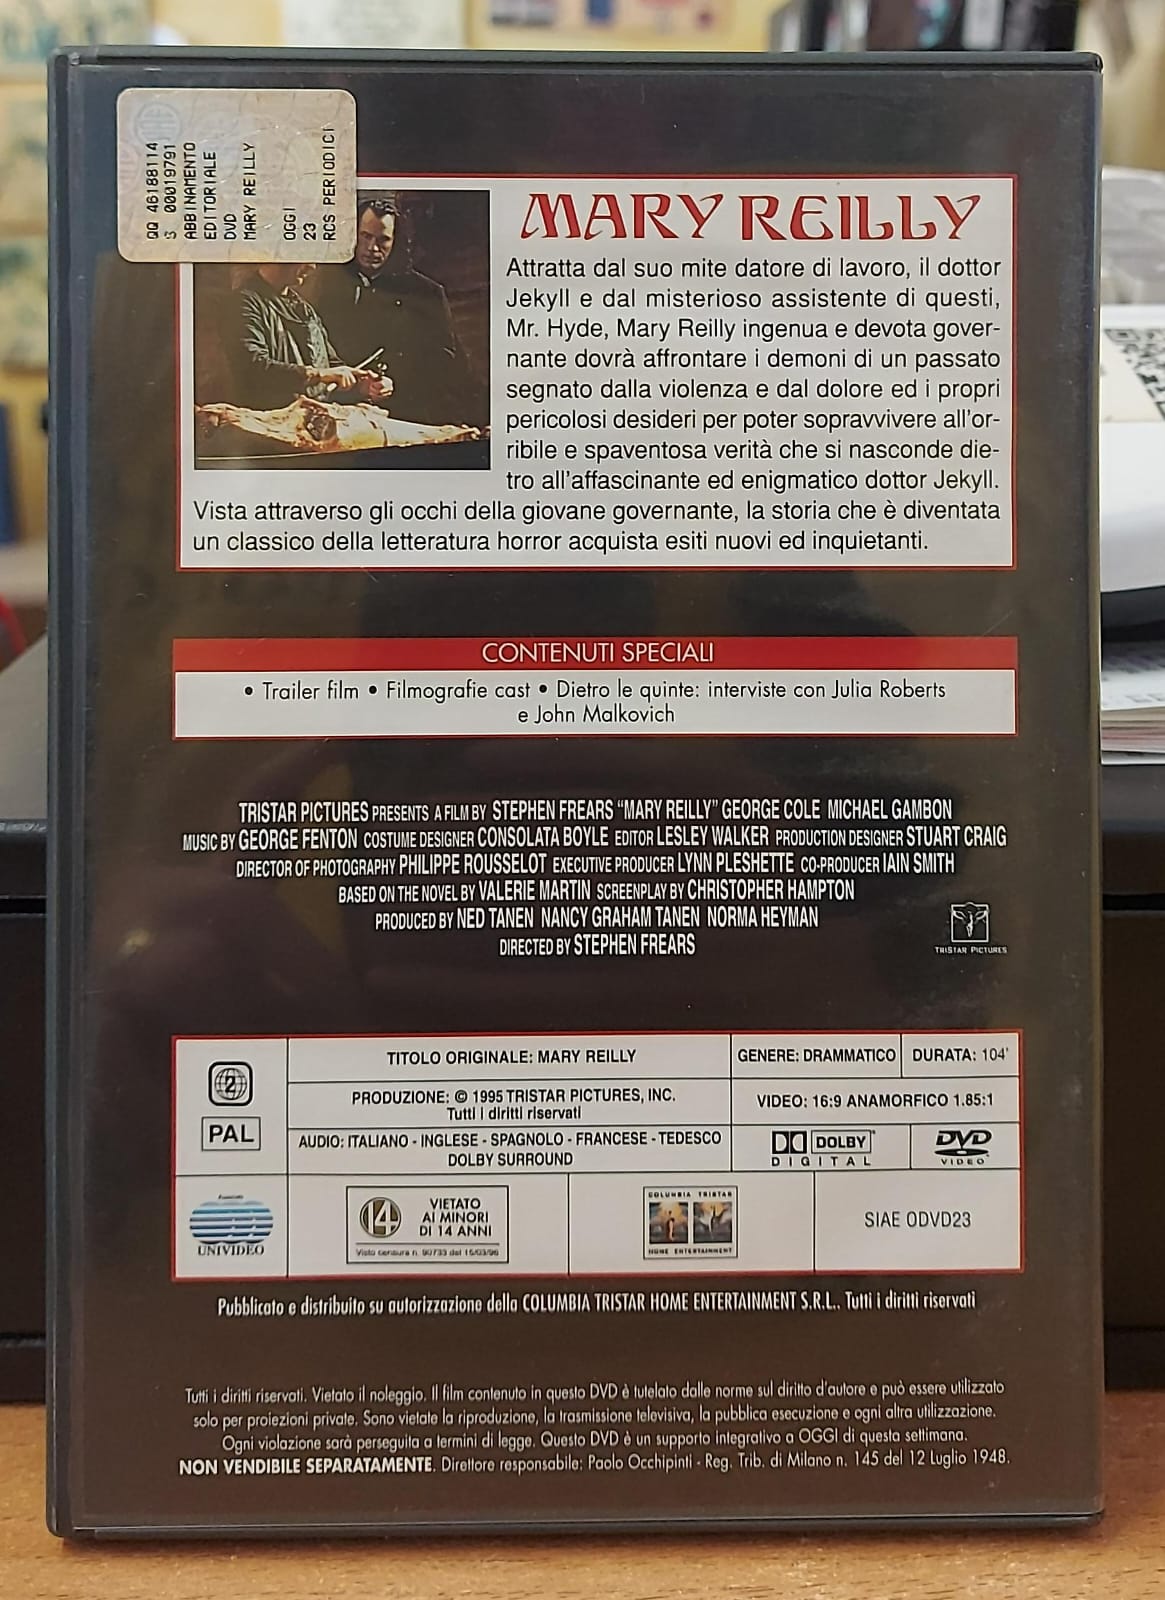 QQ 46188114
S 00019791
ABBINAMENTO
EDITORIALE
DVD
MARY REILLY
OGGI
23
RCS PERIODICI
MARY REILLY
Attratta dal suo mite datore di lavoro, il dottor
Jekyll e dal misterioso assistente di questi,
Mr. Hyde, Mary Reilly ingenua e devota gover-
nante dovrà affrontare i demoni di un passato
segnato dalla violenza e dal dolore ed i propri
pericolosi desideri per poter sopravvivere all'or-
ribile e spaventosa verità che si nasconde die-
tro all'affascinante ed enigmatico dottor Jekyll.
Vista attraverso gli occhi della giovane governante, la storia che è diventata
un classico della letteratura horror acquista esiti nuovi ed inquietanti.
CONTENUTI SPECIALI
• Trailer film • Filmografie cast • Dietro le quinte: interviste con Julia Roberts
e John Malkovich
TRISTAR PICTURES PRESENTS A FILM BY STEPHEN FREARS “MARY REILLY” GEORGE COLE MICHAEL GAMBON
MUSIC BY GEORGE FENTON COSTUME DESIGNER CONSOLATA BOYLE EDITOR LESLEY WALKER PRODUCTION DESIGNER STUART CRAIG
DIRECTOR OF PHOTOGRAPHY PHILIPPE ROUSSELOT EXECUTIVE PRODUCER LYNN PLESHETTE CO-PRODUCER IAIN SMITH
BASED ON THE NOVEL BY VALERIE MARTIN SCREENPLAY BY CHRISTOPHER HAMPTON
PRODUCED BY NED TANEN NANCY GRAHAM TANEN NORMA HEYMAN
DIRECTED BY STEPHEN FREARS
TRISTAR PICTURES
2
PAL
TITOLO ORIGINALE: MARY REILLY
GENERE: DRAMMATICO
DURATA: 104'
PRODUZIONE: © 1995 TRISTAR PICTURES, INC.
Tutti i diritti riservati
VIDEO: 16:9 ANAMORFICO 1.85:1
AUDIO: ITALIANO - INGLESE - SPAGNOLO - FRANCESE - TEDESCO
DOLBY SURROUND
DOLBY
DIGITAL
DVD
VIDEO
Associato
UNIVIDEO
14
VIETATO
AI MINORI
DI 14 ANNI
Visto censura n. 90733 del 15/03/96
COLUMBIA TRISTAR
HOME ENTERTAINMENT
SIAE ODVD23
Pubblicato e distribuito su autorizzazione della COLUMBIA TRISTAR HOME ENTERTAINMENT S.R.L.. Tutti i diritti riservati
Tutti i diritti riservati. Vietato il noleggio. Il film contenuto in questo DVD è tutelato dalle norme sul diritto d'autore e può essere utilizzato
solo per proiezioni private. Sono vietate la riproduzione, la trasmissione televisiva, la pubblica esecuzione e ogni altra utilizzazione.
Ogni violazione sarà perseguita a termini di legge. Questo DVD è un supporto integrativo a OGGI di questa settimana.
NON VENDIBILE SEPARATAMENTE. Direttore responsabile: Paolo Occhipinti - Reg. Trib. di Milano n. 145 del 12 Luglio 1948.